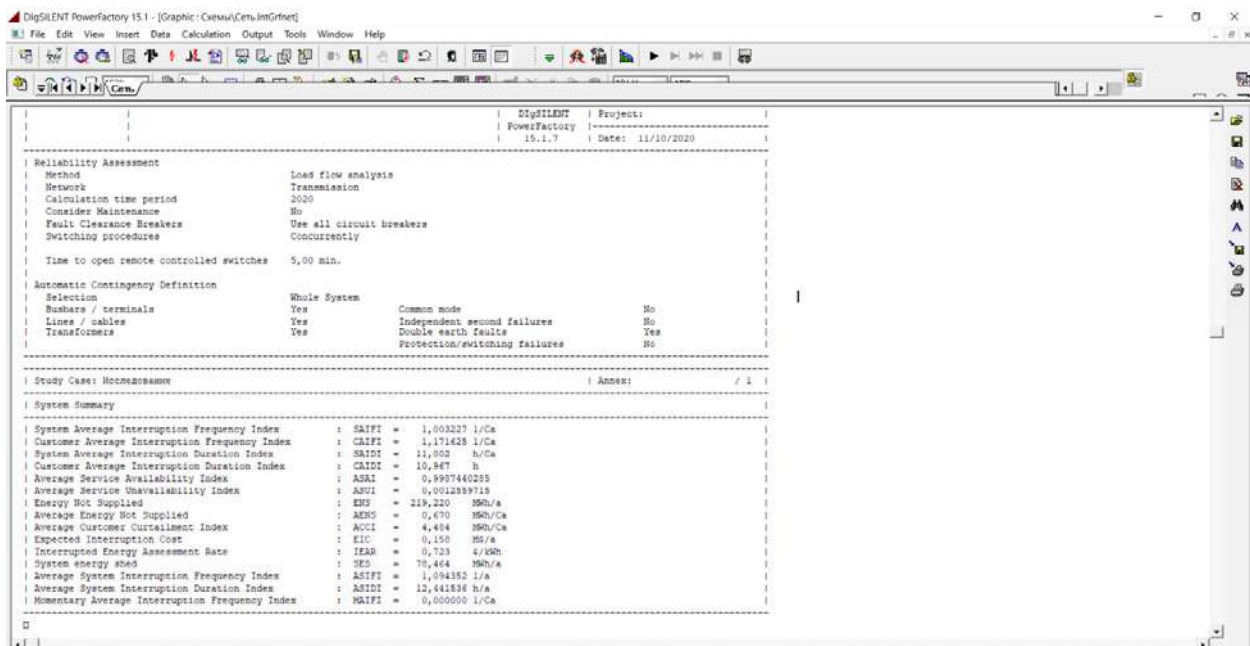 DIgSILENT PowerFactory 15.1 - [Graphic : Схемы\Сеть.IntGrfnet]
File Edit View Insert Data Calculation Output Tools Window Help
Сеть
DIgSILENT | Project:
PowerFactory
15.1.7 | Date: 11/10/2020
Reliability Assessment
Method Load flow analysis
Network Transmission
Calculation time period 2020
Consider Maintenance No
Fault Clearance Breakers Use all circuit breakers
Switching procedures Concurrently
Time to open remote controlled switches 5,00 min.
Automatic Contingency Definition
Selection Whole System
Busbars / terminals Yes Common mode No
Lines / cables Yes Independent second failures No
Transformers Yes Double earth faults Yes
Protection/switching failures No
Study Case: Исследование | Annex: / 1
System Summary
System Average Interruption Frequency Index : SAIFI = 1,003227 1/Ca
Customer Average Interruption Frequency Index : CAIFI = 1,171625 1/Ca
System Average Interruption Duration Index : SAIDI = 11,002 h/Ca
Customer Average Interruption Duration Index : CAIDI = 10,967 h
Average Service Availability Index : ASAI = 0,9987440285
Average Service Unavailability Index : ASUI = 0,0012559715
Energy Not Supplied : ENS = 219,220 MWh/a
Average Energy Not Supplied : AENS = 0,670 MWh/Ca
Average Customer Curtailment Index : ACCI = 4,484 MWh/Ca
Expected Interruption Cost : EIC = 0,158 M$/a
Interrupted Energy Assessment Rate : IEAR = 0,723 $/kWh
System energy shed : SES = 78,464 MWh/a
Average System Interruption Frequency Index : ASIFI = 1,094352 1/a
Average System Interruption Duration Index : ASIDI = 12,441536 h/a
Momentary Average Interruption Frequency Index : MAIFI = 0,000000 1/Ca